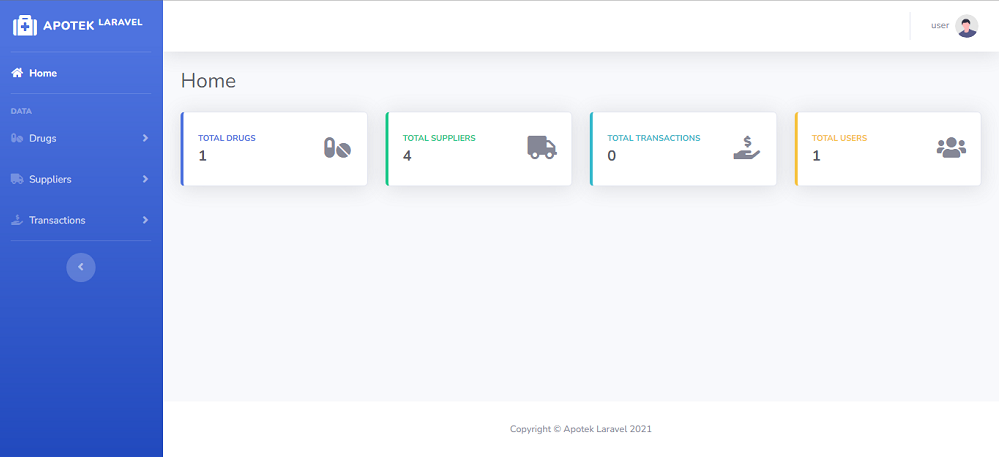 APOTEK LARAVEL
user
Home
DATA
Drugs
Suppliers
Transactions
Home
TOTAL DRUGS
1
TOTAL SUPPLIERS
4
TOTAL TRANSACTIONS
0
TOTAL USERS
1
Copyright © Apotek Laravel 2021